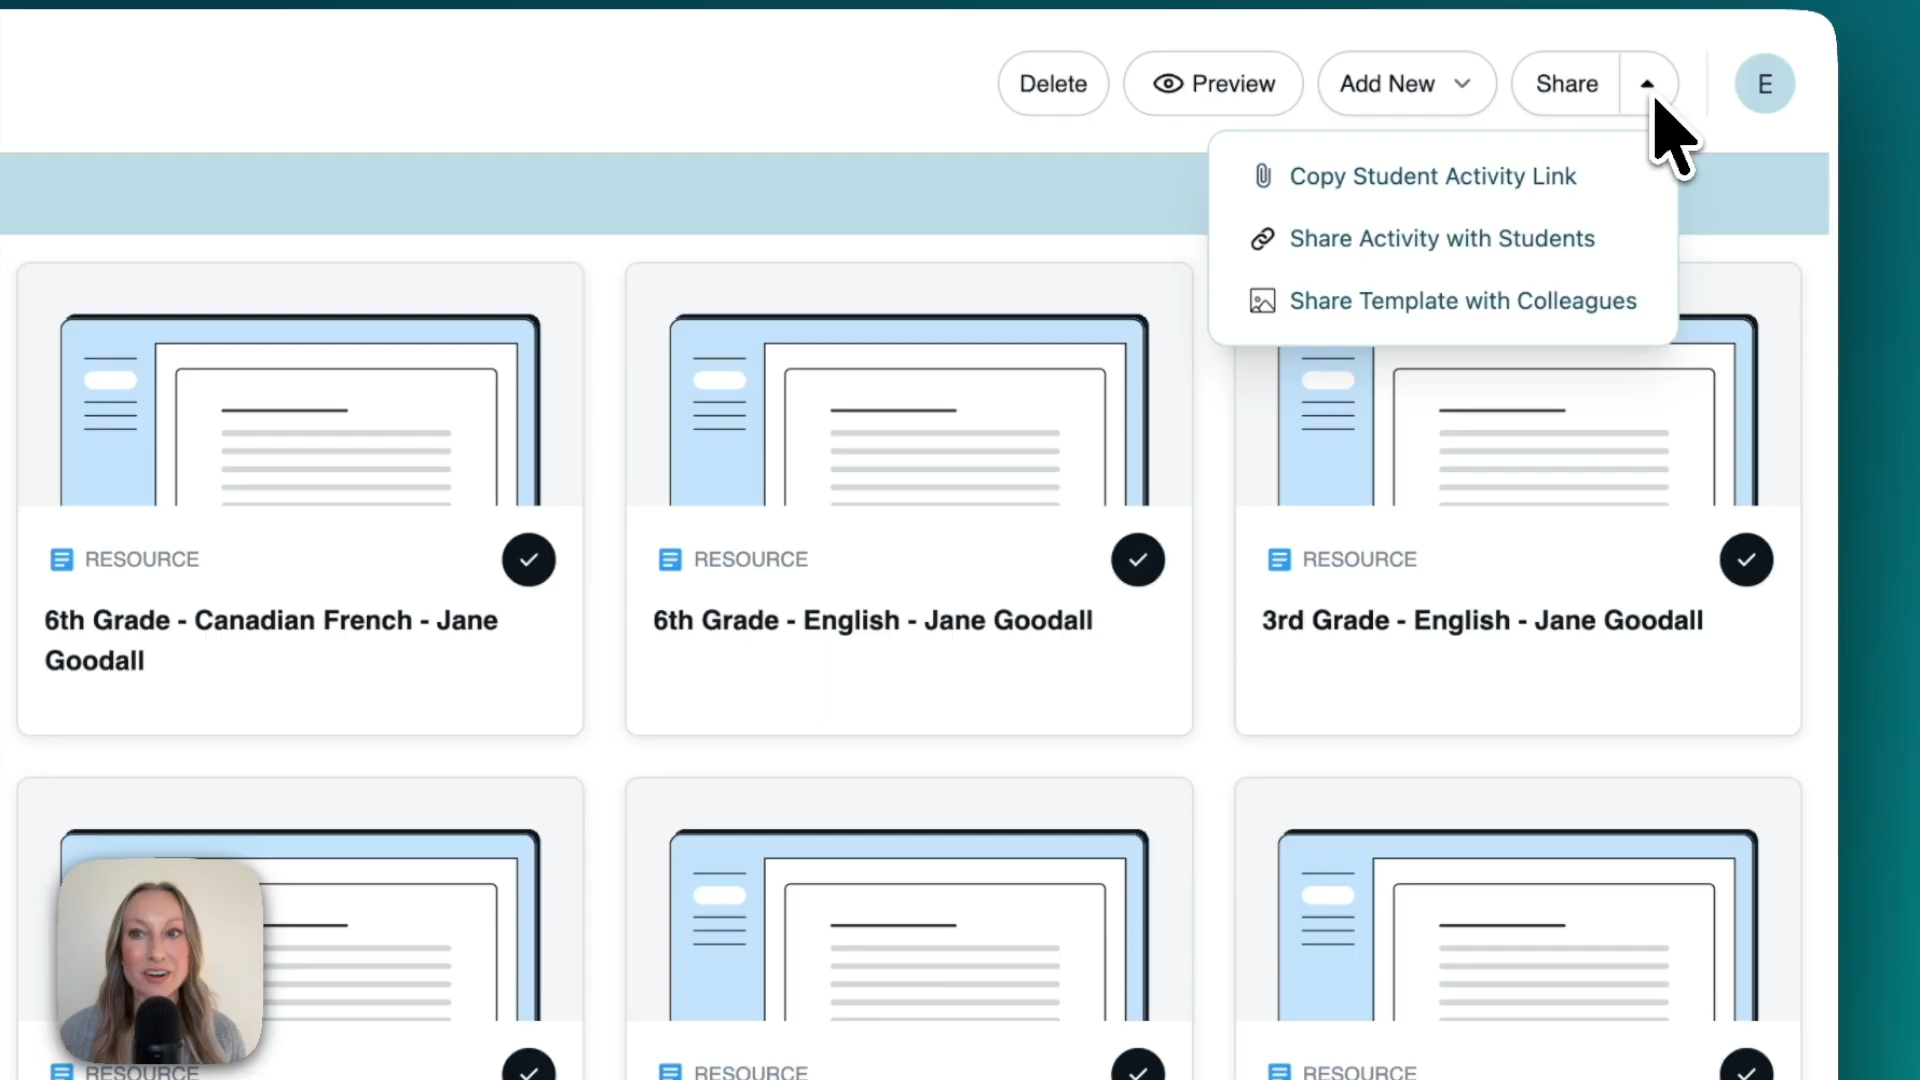 Delete
Preview
Add New
Share
E
Copy Student Activity Link
Share Activity with Students
Share Template with Colleagues
RESOURCE
6th Grade - Canadian French - Jane
Goodall
RESOURCE
6th Grade - English - Jane Goodall
RESOURCE
3rd Grade - English - Jane Goodall
RESOURCE
RESOURCE
RESOURCE